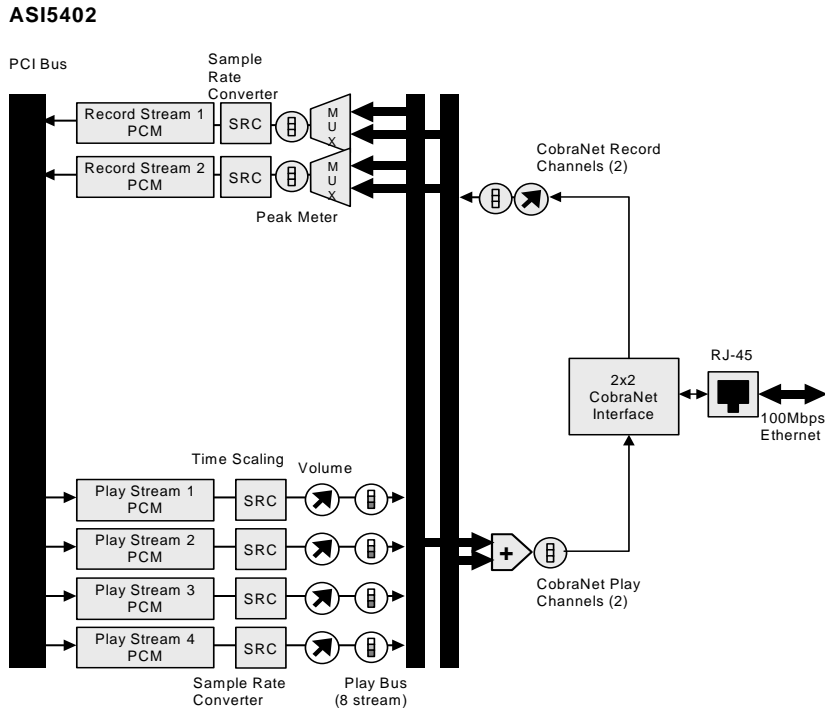 ASI5402
PCI Bus
Sample
Rate
Converter
Record Stream 1
PCM
SRC
M
U
X
Record Stream 2
PCM
SRC
M
U
X
Peak Meter
CobraNet Record
Channels (2)
RJ-45
2x2
CobraNet
Interface
100Mbps
Ethernet
Time Scaling
Volume
Play Stream 1
PCM
SRC
Play Stream 2
PCM
SRC
+
Play Stream 3
PCM
SRC
CobraNet Play
Channels (2)
Play Stream 4
PCM
SRC
Sample Rate
Converter
Play Bus
(8 stream)